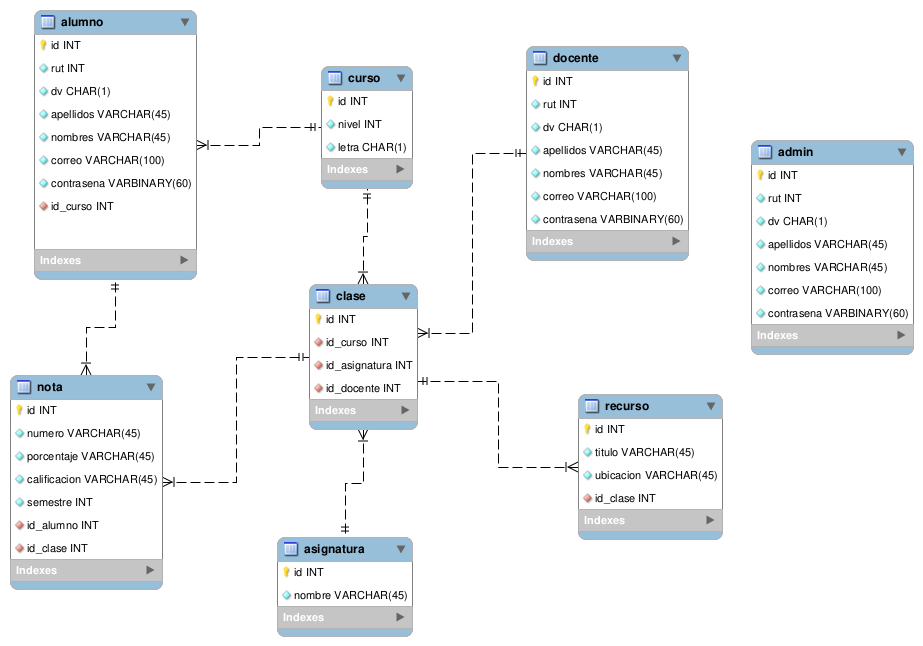 alumno
id INT
rut INT
dv CHAR(1)
apellidos VARCHAR(45)
nombres VARCHAR(45)
correo VARCHAR(100)
contrasena VARBINARY(60)
id_curso INT
Indexes
curso
id INT
nivel INT
letra CHAR(1)
Indexes
docente
id INT
rut INT
dv CHAR(1)
apellidos VARCHAR(45)
nombres VARCHAR(45)
correo VARCHAR(100)
contrasena VARBINARY(60)
Indexes
admin
id INT
rut INT
dv CHAR(1)
apellidos VARCHAR(45)
nombres VARCHAR(45)
correo VARCHAR(100)
contrasena VARBINARY(60)
Indexes
clase
id INT
id_curso INT
id_asignatura INT
id_docente INT
Indexes
nota
id INT
numero VARCHAR(45)
porcentaje VARCHAR(45)
calificacion VARCHAR(45)
semestre INT
id_alumno INT
id_clase INT
Indexes
recurso
id INT
titulo VARCHAR(45)
ubicacion VARCHAR(45)
id_clase INT
Indexes
asignatura
id INT
nombre VARCHAR(45)
Indexes